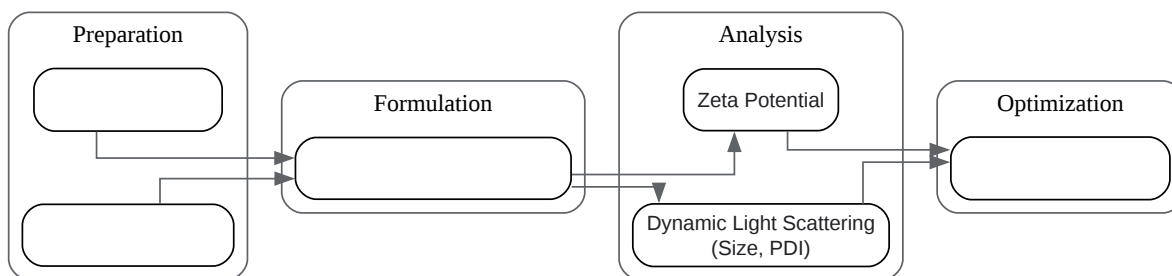 Preparation
Formulation
Analysis
Zeta Potential
Dynamic Light Scattering
(Size, PDI)
Optimization